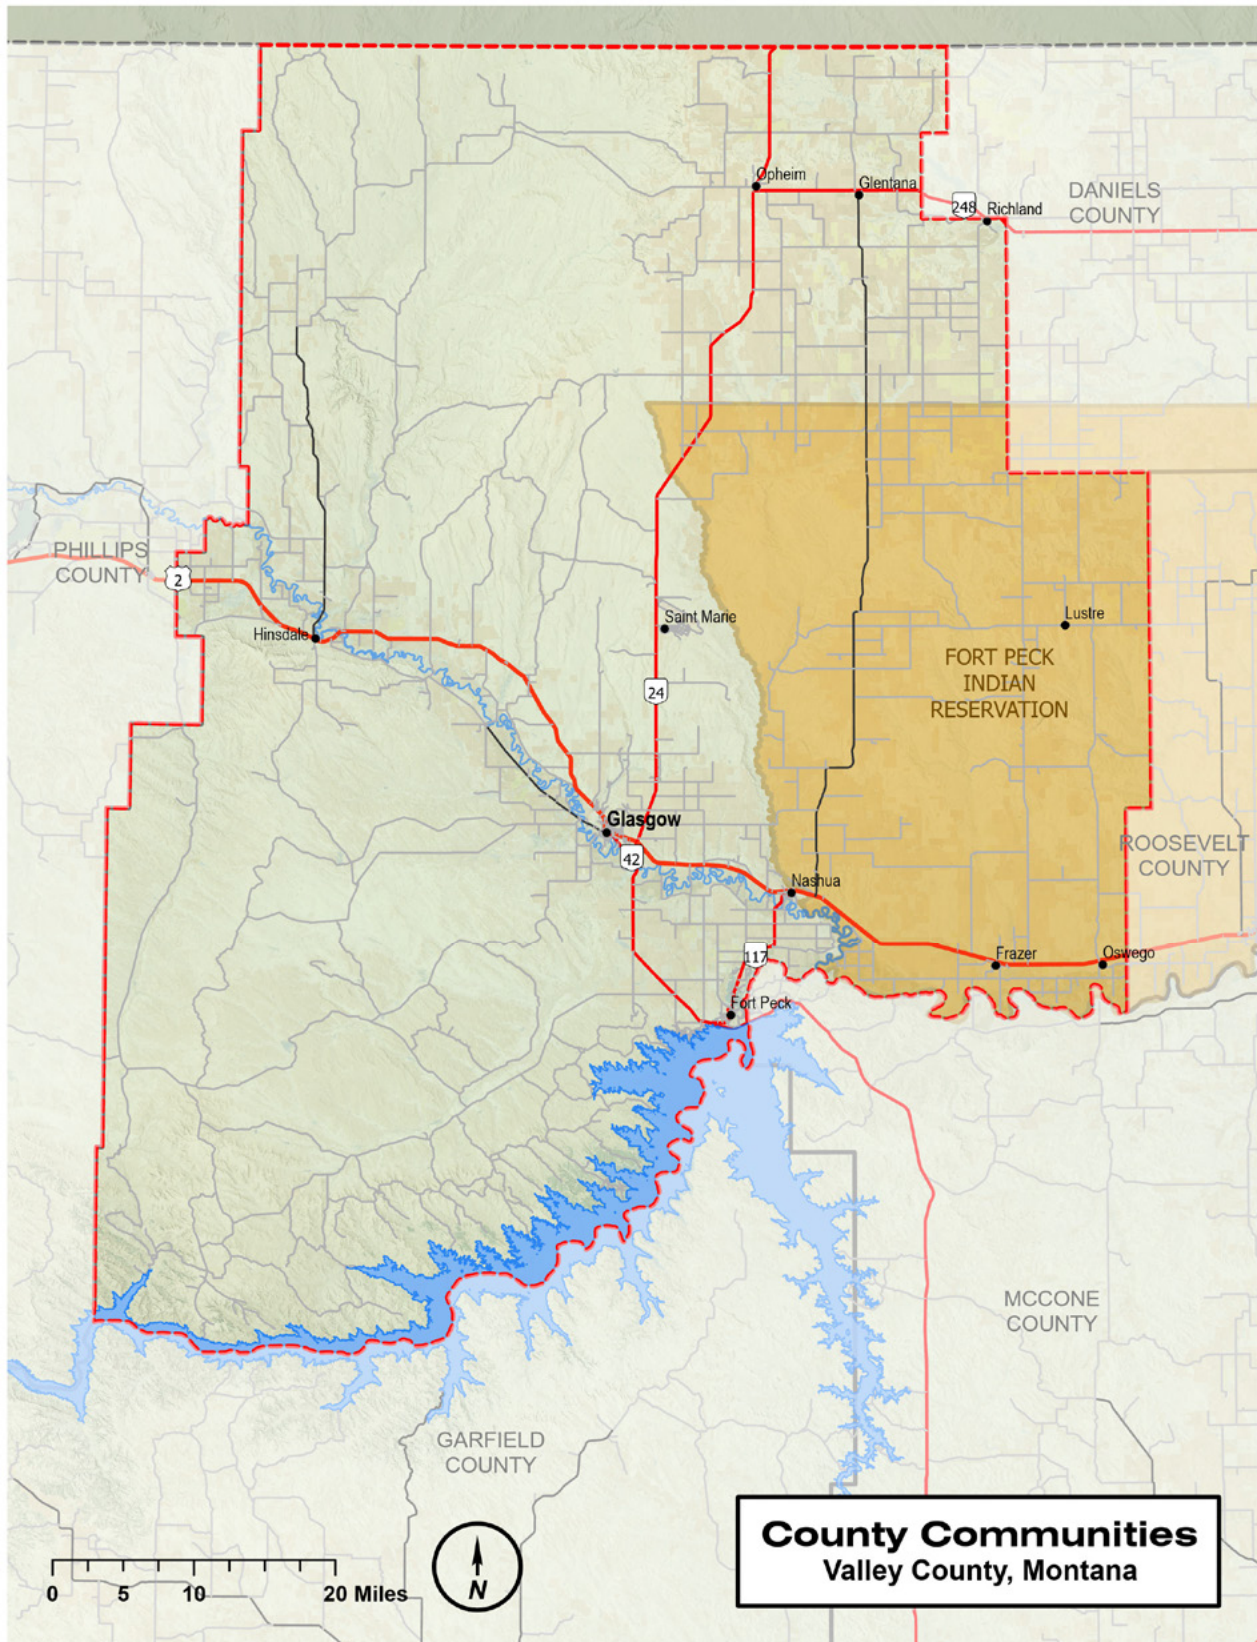 Opheim
Glentana
248
Richland
DANIELS
COUNTY
PHILLIPS
COUNTY
2
Hinsdale
Saint Marie
Lustre
FORT PECK
INDIAN
RESERVATION
24
Glasgow
42
ROOSEVELT
COUNTY
Nashua
117
Frazer
Oswego
Fort Peck
MCCONE
COUNTY
GARFIELD
COUNTY
County Communities
Valley County, Montana
N
0 5 10 20 Miles